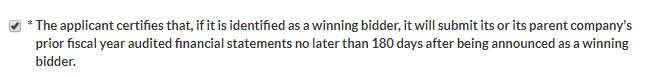 * The applicant certifies that, if it is identified as a winning bidder, it will submit its or its parent company's
prior fiscal year audited financial statements no later than 180 days after being announced as a winning
bidder.